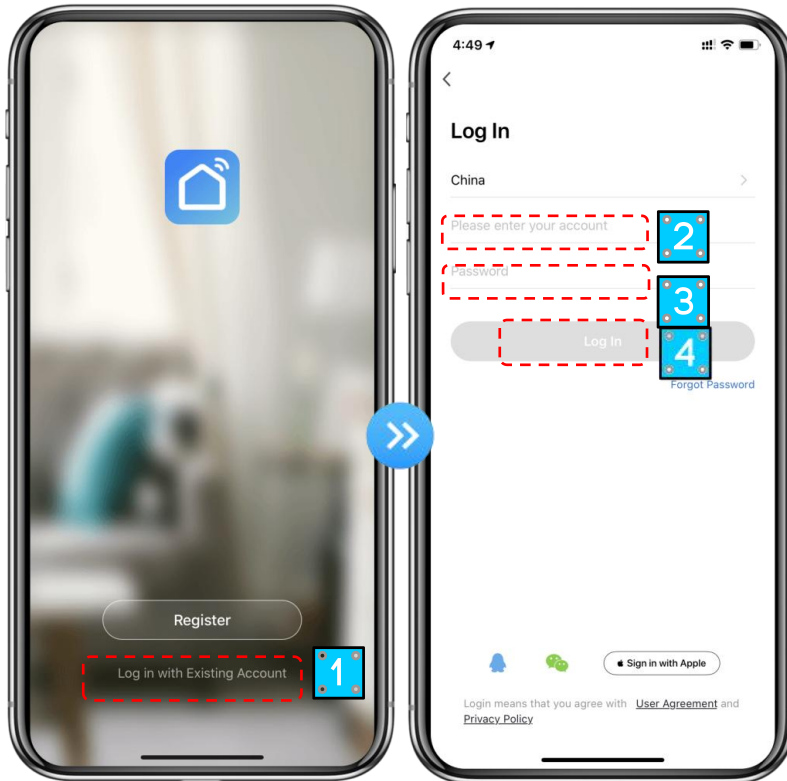 Register
Log in with Existing Account
1
4:49
Log In
China
Please enter your account
2
Password
3
Log In
4
Forgot Password
Sign in with Apple
Login means that you agree with User Agreement and
Privacy Policy